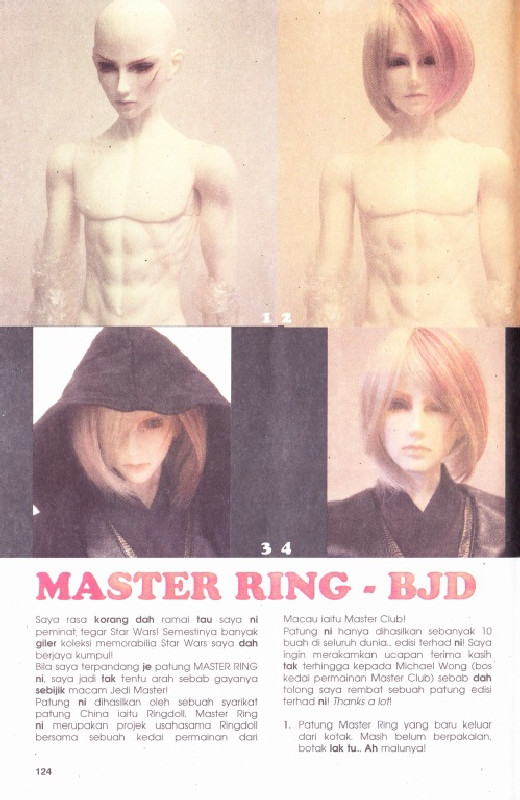 1 2
3 4
MASTER RING - BJD
Saya rasa korang dah ramai tau saya ni
peminat tegar Star Wars! Semestinya banyak
giler koleksi memorabilia Star Wars saya dah
berjaya kumpul!
Bila saya terpandang je patung MASTER RING
ni, saya jadi tak tentu arah sebab gayanya
sebijik macam Jedi Master!
Patung ni dihasilkan oleh sebuah syarikat
patung China iaitu Ringdoll. Master Ring
ni merupakan projek usahasama Ringdoll
bersama sebuah kedai permainan dari
Macau iaitu Master Club!
Patung ni hanya dihasilkan sebanyak 10
buah di seluruh dunia... edisi terhad ni! Saya
ingin merakamkan ucapan terima kasih
tak terhingga kepada Michael Wong (bos
kedai permainan Master Club) sebab dah
tolong saya rembat sebuah patung edisi
terhad ni! Thanks a lot!
1. Patung Master Ring yang baru keluar
dari kotak. Masih belum berpakaian,
botak lak tu.. Ah malunya!
124